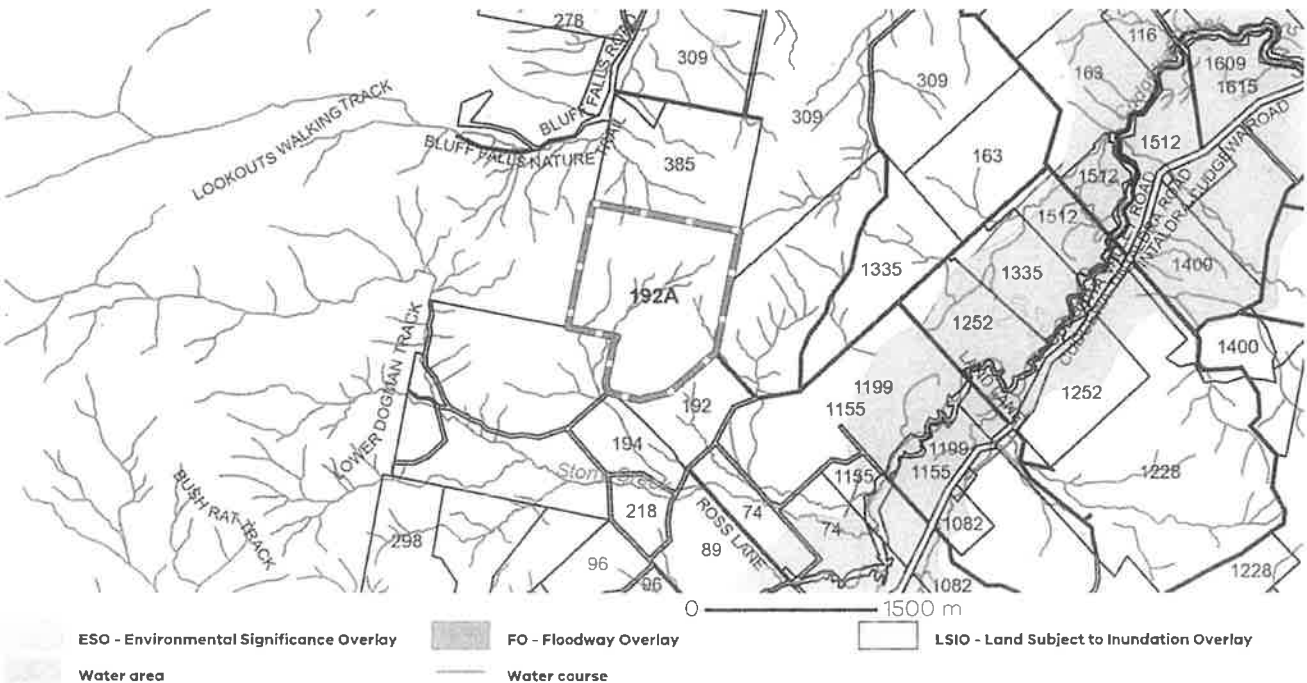 278
116
309
309
309
163
1609
1615
BLUFF FALLS ROAD
LOOKOUTS WALKING TRACK
BLUFF FALLS NATURE TRAIL
385
163
1512
1512
1512
ROAD
ROAD
1335
1335
1400
192A
1252
1400
LOWER DOGMAN TRACK
1199
1252
192
1155
LANE
194
1199
1155
1228
Stony Creek
1155
BUSH RAT TRACK
218
74
74
ROSS LANE
298
1082
96
89
96
1082
1228
0 1500 m
ESO - Environmental Significance Overlay
FO - Floodway Overlay
LSIO - Land Subject to Inundation Overlay
Water area
Water course